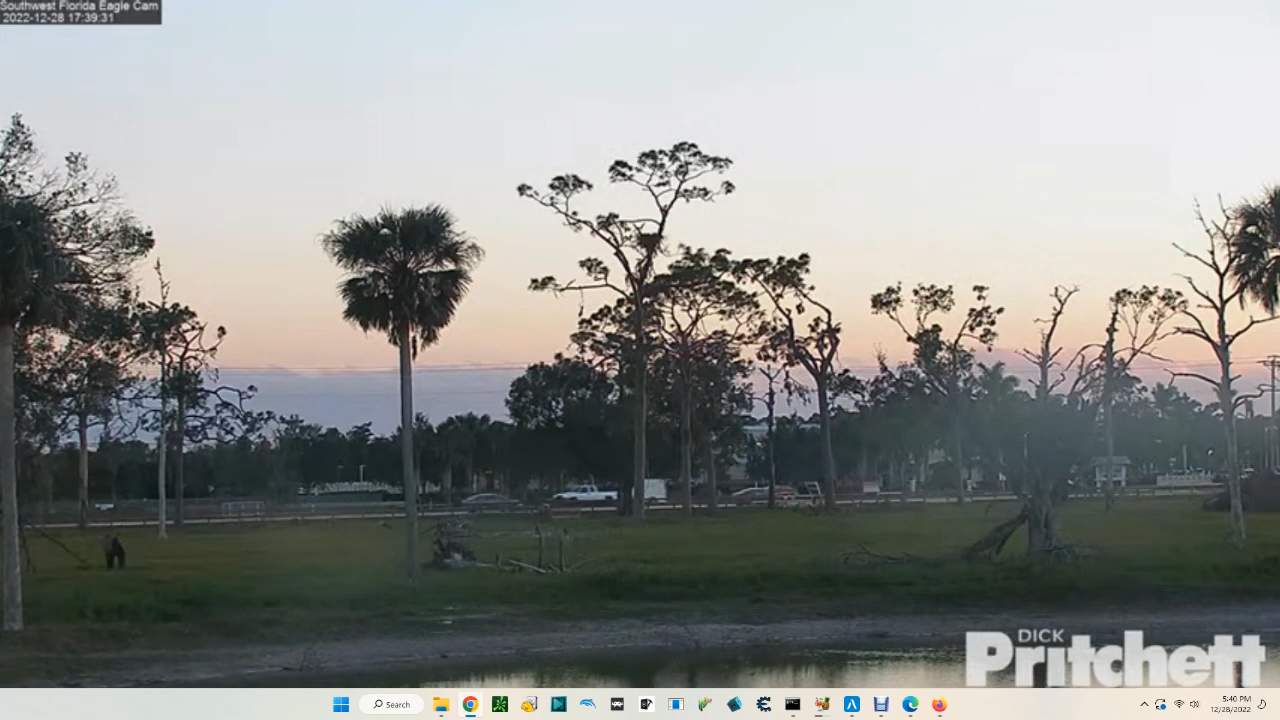 Southwest Florida Eagle Cam
2022-12-28 17:39:31
DICK
Pritchett
Search
5:40 PM
12/28/2022